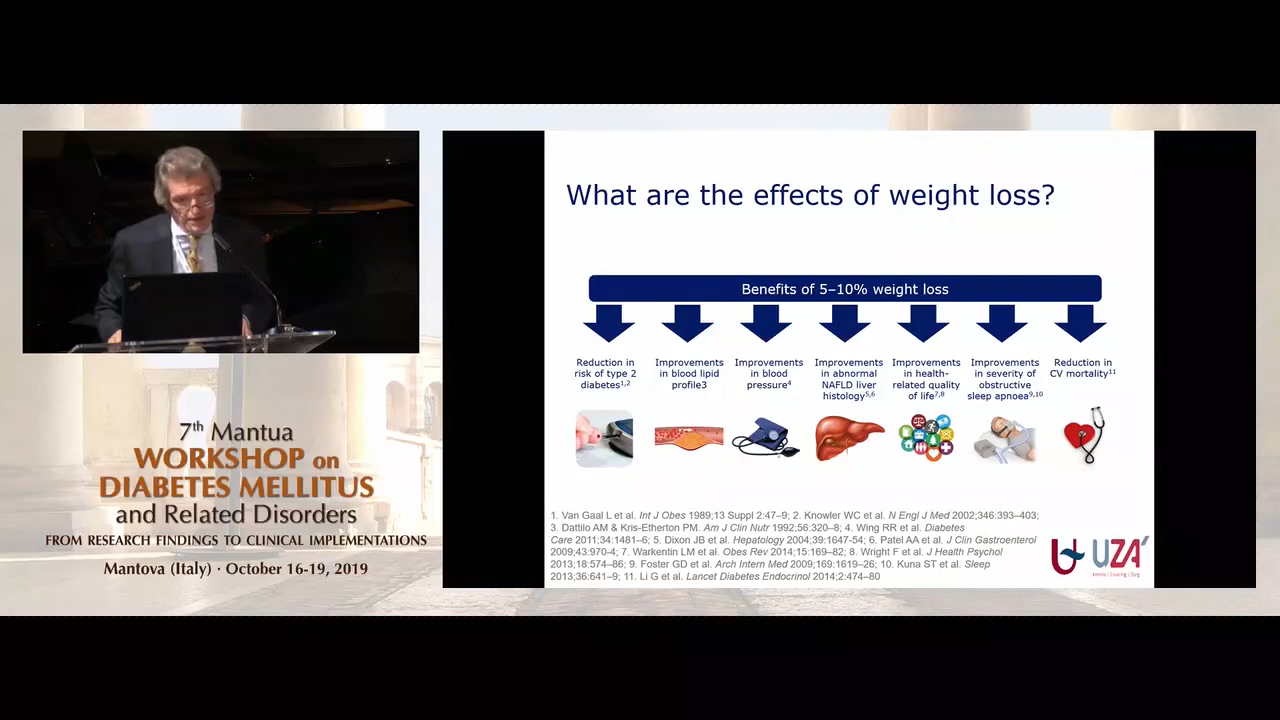 7th Mantua
WORKSHOP on
DIABETES MELLITUS
and Related Disorders
FROM RESEARCH FINDINGS TO CLINICAL IMPLEMENTATIONS
Mantova (Italy) · October 16-19, 2019
What are the effects of weight loss?
Benefits of 5–10% weight loss
Reduction in
risk of type 2
diabetes1,2
Improvements
in blood lipid
profile3
Improvements
in blood
pressure4
Improvements
in abnormal
NAFLD liver
histology5,6
Improvements
in health-
related quality
of life7,8
Improvements
in severity of
obstructive
sleep apnoea9,10
Reduction in
CV mortality11
1. Van Gaal L et al. Int J Obes 1989;13 Suppl 2:47–9; 2. Knowler WC et al. N Engl J Med 2002;346:393–403;
3. Dattilo AM & Kris-Etherton PM. Am J Clin Nutr 1992;56:320–8; 4. Wing RR et al. Diabetes
Care 2011;34:1481–6; 5. Dixon JB et al. Hepatology 2004;39:1647-54; 6. Patel AA et al. J Clin Gastroenterol
2009;43:970-4; 7. Warkentin LM et al. Obes Rev 2014;15:169–82; 8. Wright F et al. J Health Psychol
2013;18:574–86; 9. Foster GD et al. Arch Intern Med 2009;169:1619–26; 10. Kuna ST et al. Sleep
2013;36:641–9; 11. Li G et al. Lancet Diabetes Endocrinol 2014;2:474–80
UZA'